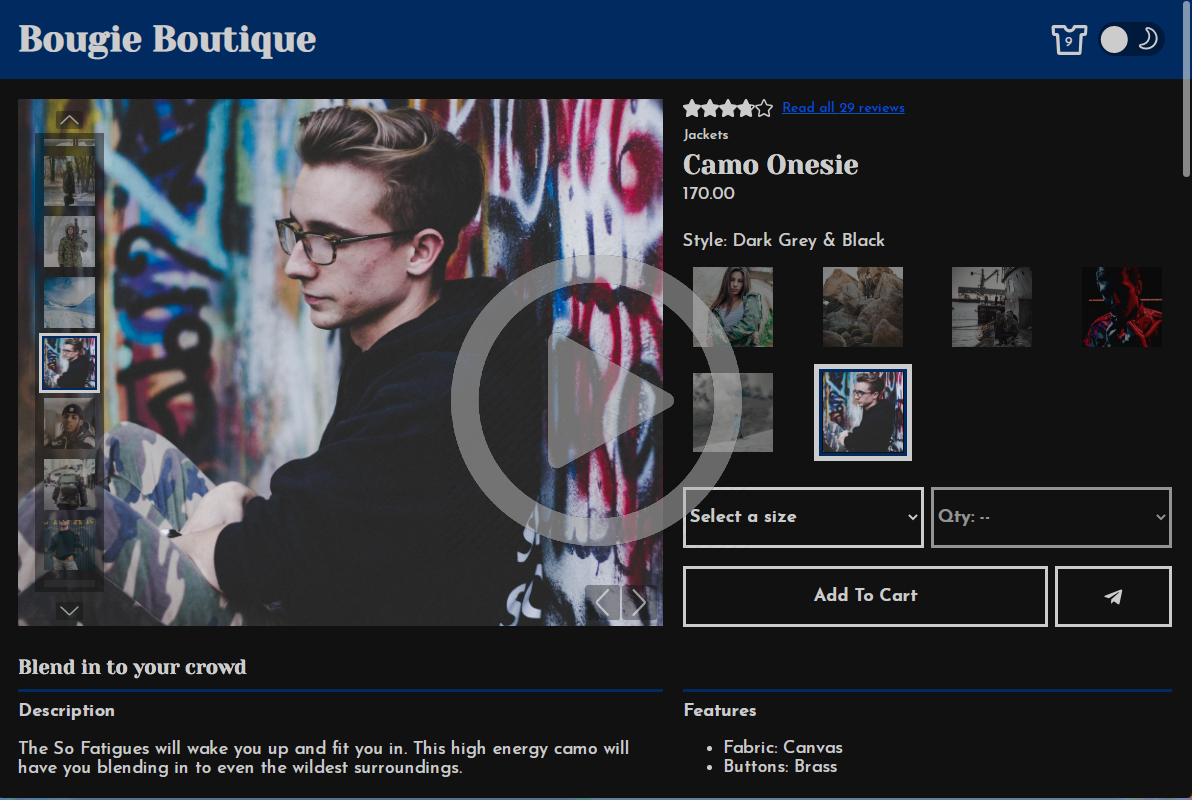 Bougie Boutique
9
Read all 29 reviews
Jackets
Camo Onesie
170.00
Style: Dark Grey & Black
Select a size
Qty: --
Add To Cart
Blend in to your crowd
Description
The So Fatigues will wake you up and fit you in. This high energy camo will
have you blending in to even the wildest surroundings.
Features
• Fabric: Canvas
• Buttons: Brass